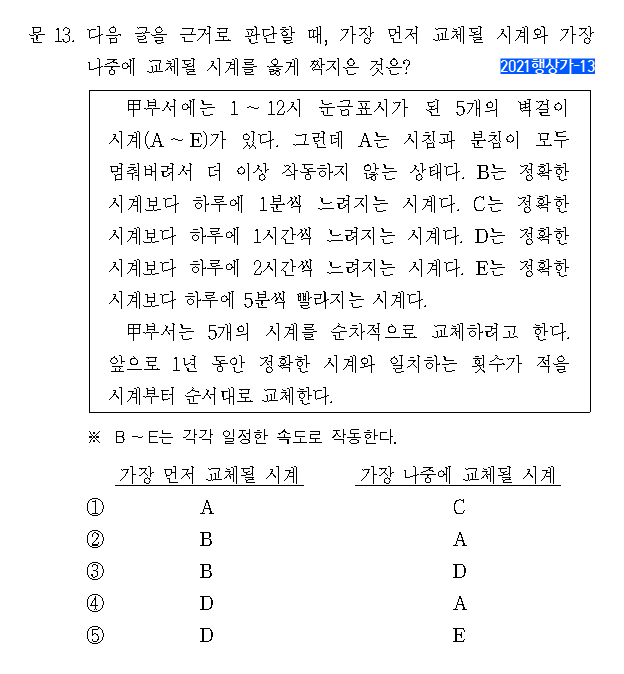 문 13. 다음 글을 근거로 판단할 때, 가장 먼저 교체될 시계와 가장
나중에 교체될 시계를 옳게 짝지은 것은?
2021행상가-13
甲부서에는 1 ~ 12시 눈금표시가 된 5개의 벽걸이
시계(A ~ E)가 있다. 그런데 A는 시침과 분침이 모두
멈춰버려서 더 이상 작동하지 않는 상태다. B는 정확한
시계보다 하루에 1분씩 느려지는 시계다. C는 정확한
시계보다 하루에 1시간씩 느려지는 시계다. D는 정확한
시계보다 하루에 2시간씩 느려지는 시계다. E는 정확한
시계보다 하루에 5분씩 빨라지는 시계다.
甲부서는 5개의 시계를 순차적으로 교체하려고 한다.
앞으로 1년 동안 정확한 시계와 일치하는 횟수가 적을
시계부터 순서대로 교체한다.
※ B ~ E는 각각 일정한 속도로 작동한다.
가장 먼저 교체될 시계 가장 나중에 교체될 시계
① A C
② B A
③ B D
④ D A
⑤ D E